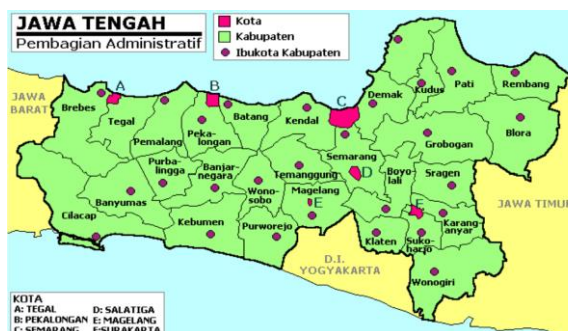 JAWA TENGAH
Pembagian Administratif
Kota
Kabupaten
Ibukota Kabupaten
JAWA
BARAT
A
B
C
Brebes
Tegal
Pemalang
Peka-
longan
Batang
Kendal
Demak
Kudus
Pati
Rembang
Blora
Grobogan
Semarang
D
Purba-
lingga
Banjar-
negara
Wono-
sobo
Temanggung
Magelang
E
Boyo-
lali
Sragen
JAWA TIMUR
Banyumas
Cilacap
Kebumen
Purworejo
Klaten
F
Suko-
harjo
Karang-
anyar
Wonogiri
D.I.
YOGYAKARTA
KOTA
A: TEGAL D: SALATIGA
B: PEKALONGAN E: MAGELANG
C: SEMARANG F: SURAKARTA